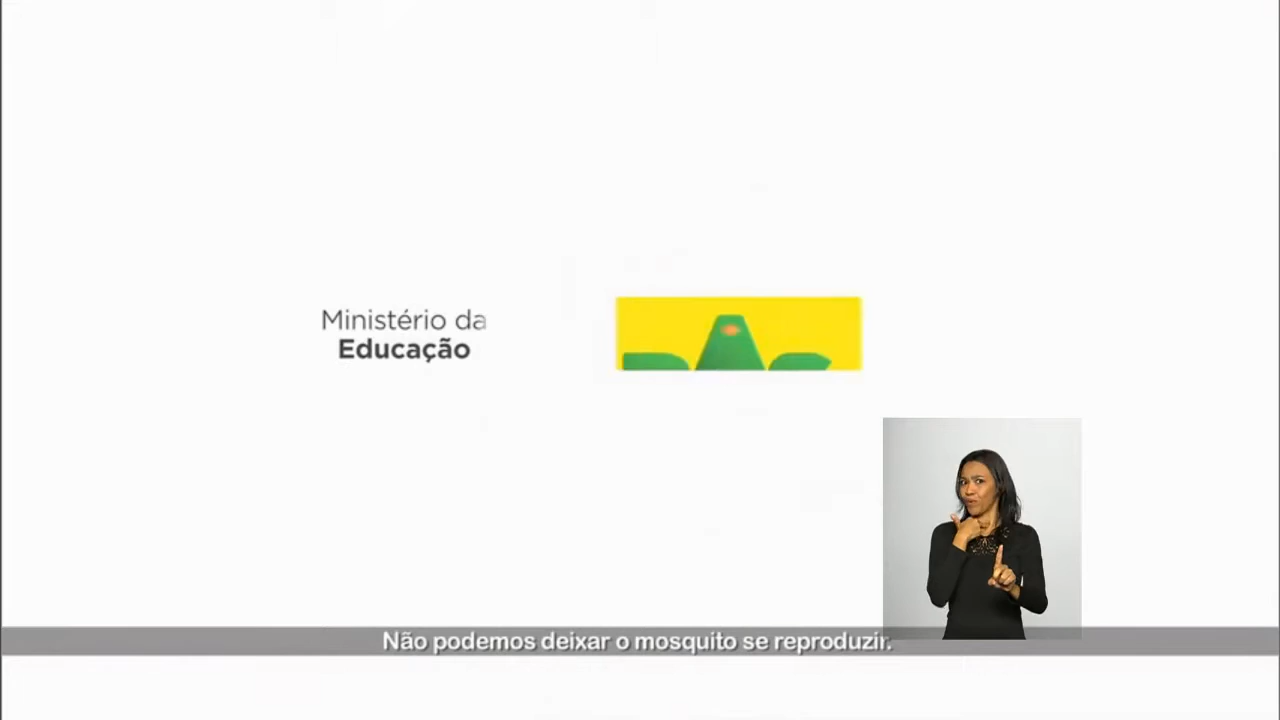 Ministério da
Educação
Não podemos deixar o mosquito se reproduzir.